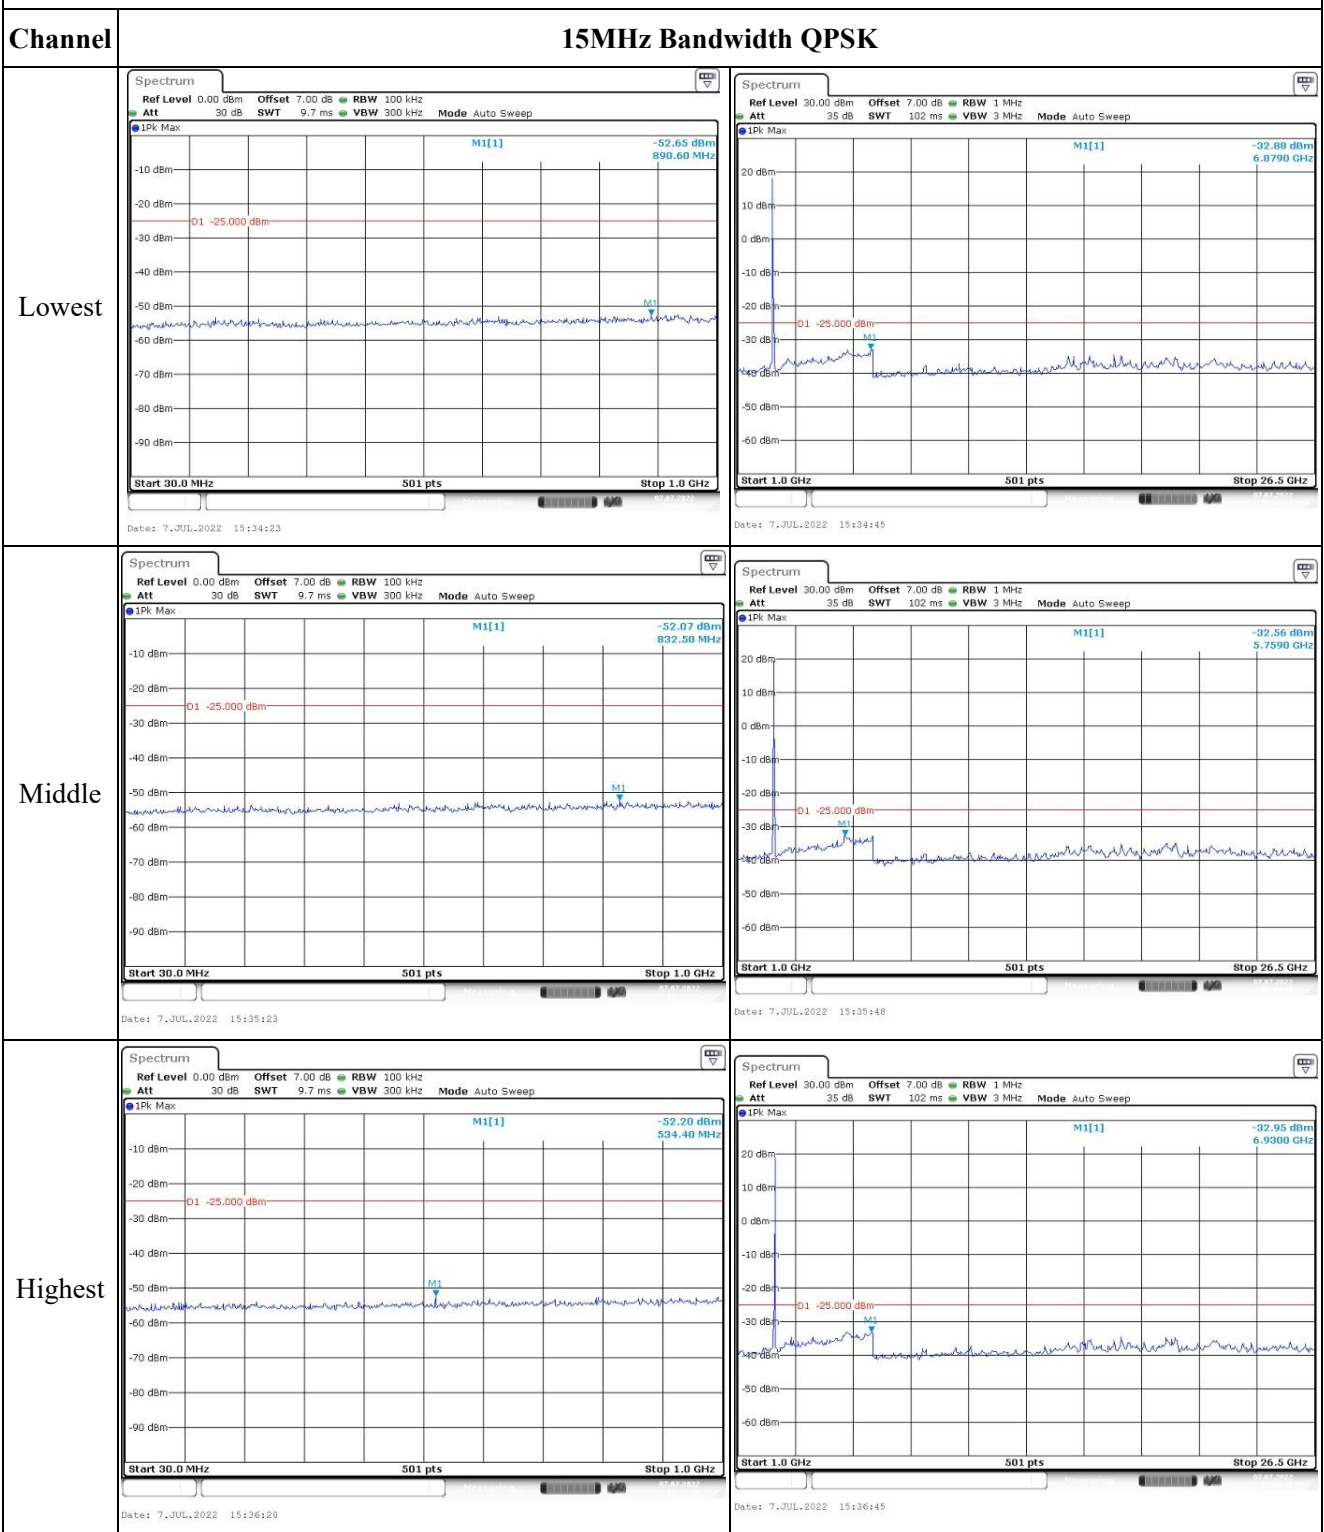 Channel
15MHz Bandwidth QPSK
Lowest
Spectrum
Ref Level 0.00 dBm Offset 7.00 dB RBW 100 kHz
Att 30 dB SWT 9.7 ms VBW 300 kHz Mode Auto Sweep
1Pk Max
M1[1] -52.65 dBm
890.60 MHz
-10 dBm
-20 dBm
D1 -25.000 dBm
-30 dBm
-40 dBm
-50 dBm
M1
-60 dBm
-70 dBm
-80 dBm
-90 dBm
Start 30.0 MHz 501 pts Stop 1.0 GHz
Date: 7.JUL.2022 15:34:23
Spectrum
Ref Level 30.00 dBm Offset 7.00 dB RBW 1 MHz
Att 35 dB SWT 102 ms VBW 3 MHz Mode Auto Sweep
1Pk Max
M1[1] -32.88 dBm
6.8790 GHz
20 dBm
10 dBm
0 dBm
-10 dBm
-20 dBm
D1 -25.000 dBm
-30 dBm
M1
-40 dBm
-50 dBm
-60 dBm
Start 1.0 GHz 501 pts Stop 26.5 GHz
Date: 7.JUL.2022 15:34:45
Middle
Spectrum
Ref Level 0.00 dBm Offset 7.00 dB RBW 100 kHz
Att 30 dB SWT 9.7 ms VBW 300 kHz Mode Auto Sweep
1Pk Max
M1[1] -52.07 dBm
832.50 MHz
-10 dBm
-20 dBm
D1 -25.000 dBm
-30 dBm
-40 dBm
-50 dBm
M1
-60 dBm
-70 dBm
-80 dBm
-90 dBm
Start 30.0 MHz 501 pts Stop 1.0 GHz
Date: 7.JUL.2022 15:35:23
Spectrum
Ref Level 30.00 dBm Offset 7.00 dB RBW 1 MHz
Att 35 dB SWT 102 ms VBW 3 MHz Mode Auto Sweep
1Pk Max
M1[1] -32.56 dBm
5.7590 GHz
20 dBm
10 dBm
0 dBm
-10 dBm
-20 dBm
D1 -25.000 dBm
-30 dBm
M1
-40 dBm
-50 dBm
-60 dBm
Start 1.0 GHz 501 pts Stop 26.5 GHz
Date: 7.JUL.2022 15:35:48
Highest
Spectrum
Ref Level 0.00 dBm Offset 7.00 dB RBW 100 kHz
Att 30 dB SWT 9.7 ms VBW 300 kHz Mode Auto Sweep
1Pk Max
M1[1] -52.20 dBm
534.40 MHz
-10 dBm
-20 dBm
D1 -25.000 dBm
-30 dBm
-40 dBm
-50 dBm
M1
-60 dBm
-70 dBm
-80 dBm
-90 dBm
Start 30.0 MHz 501 pts Stop 1.0 GHz
Date: 7.JUL.2022 15:36:20
Spectrum
Ref Level 30.00 dBm Offset 7.00 dB RBW 1 MHz
Att 35 dB SWT 102 ms VBW 3 MHz Mode Auto Sweep
1Pk Max
M1[1] -32.95 dBm
6.9300 GHz
20 dBm
10 dBm
0 dBm
-10 dBm
-20 dBm
D1 -25.000 dBm
-30 dBm
M1
-40 dBm
-50 dBm
-60 dBm
Start 1.0 GHz 501 pts Stop 26.5 GHz
Date: 7.JUL.2022 15:36:45